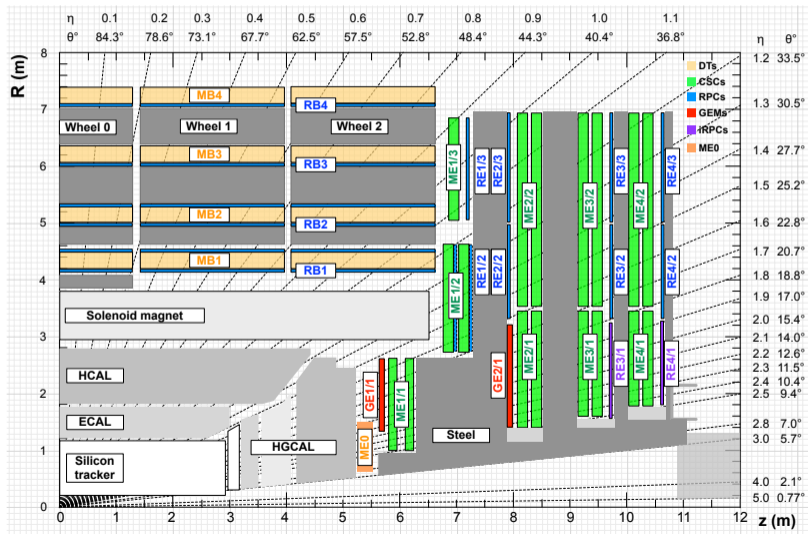 η 0.1 0.2 0.3 0.4 0.5 0.6 0.7 0.8 0.9 1.0 1.1
θ° 84.3° 78.6° 73.1° 67.7° 62.5° 57.5° 52.8° 48.4° 44.3° 40.4° 36.8° η θ°
R (m)
8
7
6
5
4
3
2
1
0
1.2 33.5°
1.3 30.5°
1.4 27.7°
1.5 25.2°
1.6 22.8°
1.7 20.7°
1.8 18.8°
1.9 17.0°
2.0 15.4°
2.1 14.0°
2.2 12.6°
2.3 11.5°
2.4 10.4°
2.5 9.4°
2.8 7.0°
3.0 5.7°
4.0 2.1°
5.0 0.77°
DTs
CSCs
RPCs
GEMs
iRPCs
ME0
MB4
RB4
Wheel 0
Wheel 1
Wheel 2
MB3
RB3
MB2
RB2
MB1
RB1
Solenoid magnet
HCAL
ECAL
Silicon
tracker
HGCAL
Steel
ME0
GE1/1
ME1/1
ME1/2
ME1/3
RE1/3
RE2/3
RE1/2
RE2/2
GE2/1
ME2/2
ME2/1
ME3/2
ME3/1
RE3/3
RE3/2
RE3/1
ME4/2
ME4/1
RE4/3
RE4/2
RE4/1
0 1 2 3 4 5 6 7 8 9 10 11 12 z (m)